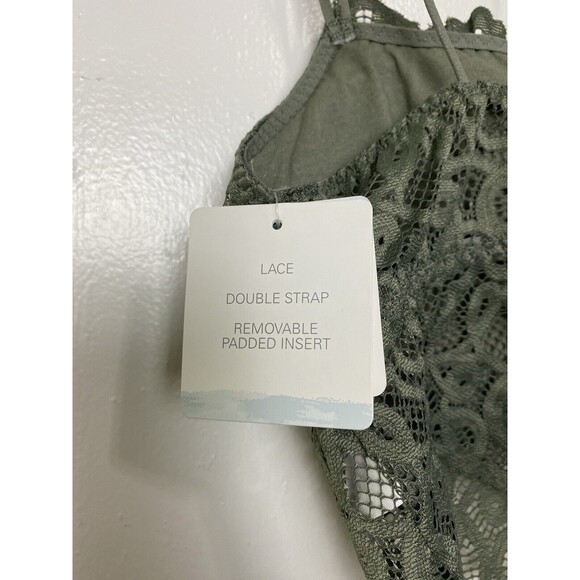 LACE
DOUBLE STRAP
REMOVABLE
PADDED INSERT